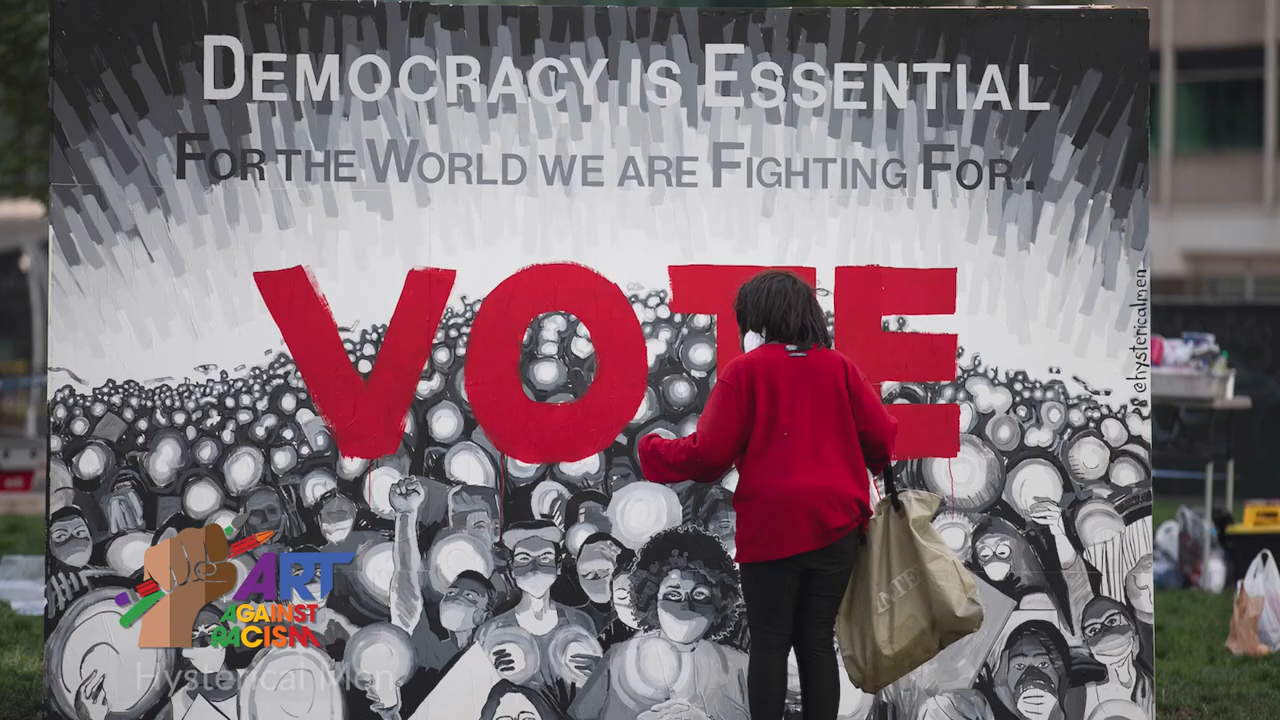 DEMOCRACY IS ESSENTIAL
FOR THE WORLD WE ARE FIGHTING FOR.
VOTE
@hystericalmen
ART
AGAINST
RACISM
Hysterical Men